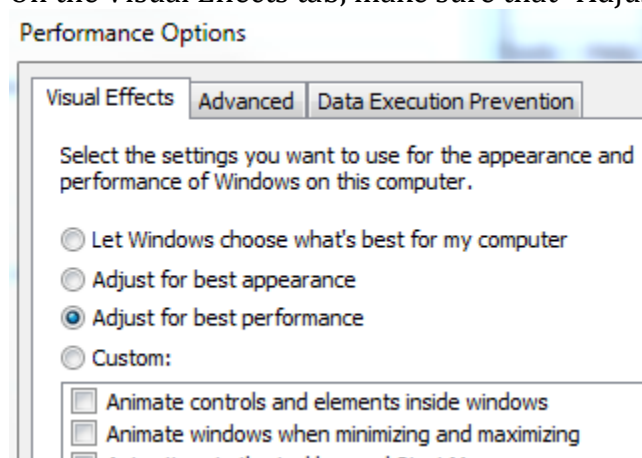 Performance Options
Visual Effects Advanced Data Execution Prevention
Select the settings you want to use for the appearance and
performance of Windows on this computer.
Let Windows choose what's best for my computer
Adjust for best appearance
Adjust for best performance
Custom:
Animate controls and elements inside windows
Animate windows when minimizing and maximizing